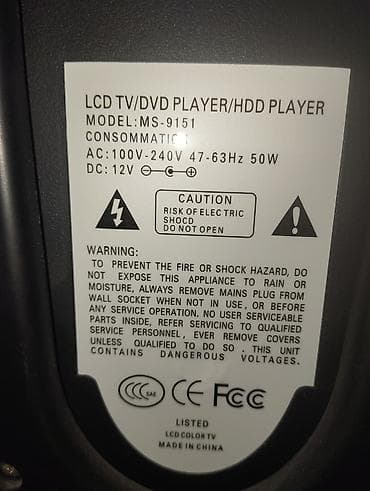 LCD TV/DVD PLAYER/HDD PLAYER
MODEL:MS-9151
CONSOMMATIO
AC:100V-240V 47-63Hz 50W
DC:12V
CAUTION
RISK OF ELECTRIC
SHOCD
DO NOT OPEN
WARNING:
TO PREVENT THE FIRE OR SHOCK HAZARD, DO
NOT EXPOSE THIS APPLIANCE TO RAIN OR
MOISTURE, ALWAYS REMOVE MAINS PLUG FROM
WALL SOCKET WHEN NOT IN USE, OR BEFORE
ANY SERVICE OPERATION. NO USER SERVICEABLE
PARTS INSIDE, REFER SERVICING TO QUALIFIED
SERVICE PERSONNEL, EVER REMOVE COVERS
UNLESS QUALIFIED TO DO SO. THIS UNIT
CONTAINS DANGEROUS VOLTAGES.
CCC S&E CE FCC
LISTED
LCD COLOR TV
MADE IN CHINA